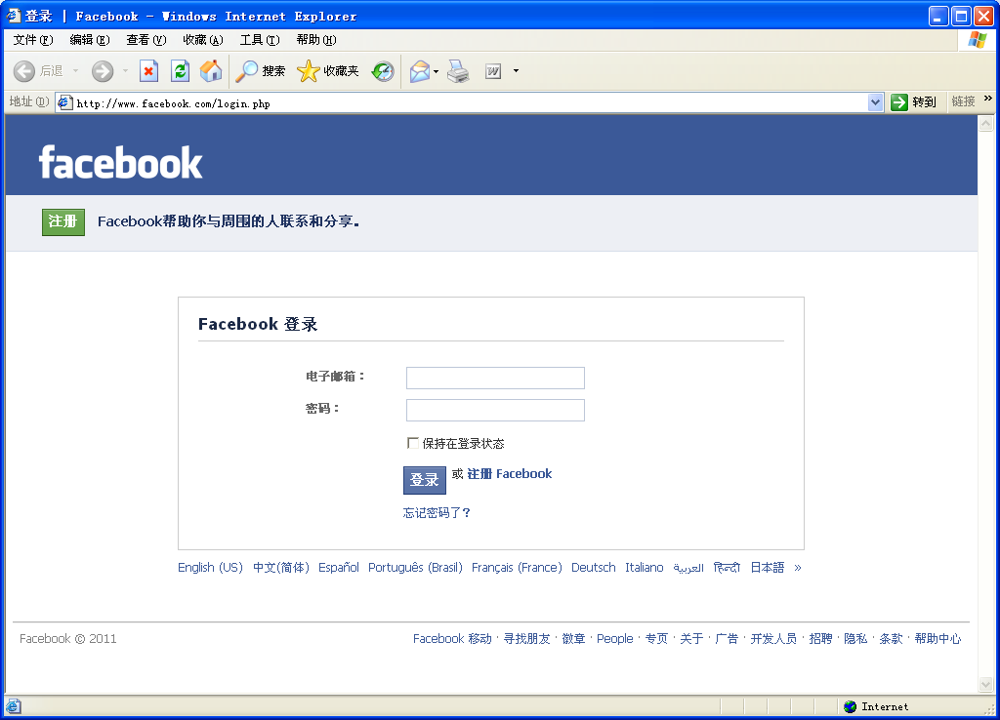 登录 | Facebook - Windows Internet Explorer
文件(F) 编辑(E) 查看(V) 收藏(A) 工具(T) 帮助(H)
后退 搜索 收藏夹 W
地址(D) http://www.facebook.com/login.php 转到 链接 »
facebook
注册 Facebook帮助你与周围的人联系和分享。
Facebook 登录
电子邮箱：
密码：
保持在登录状态
登录 或 注册 Facebook
忘记密码了？
English (US) 中文(简体) Español Português (Brasil) Français (France) Deutsch Italiano العربية हिन्दी 日本語 »
Facebook © 2011 Facebook 移动 · 寻找朋友 · 徽章 · People · 专页 · 关于 · 广告 · 开发人员 · 招聘 · 隐私 · 条款 · 帮助中心
Internet